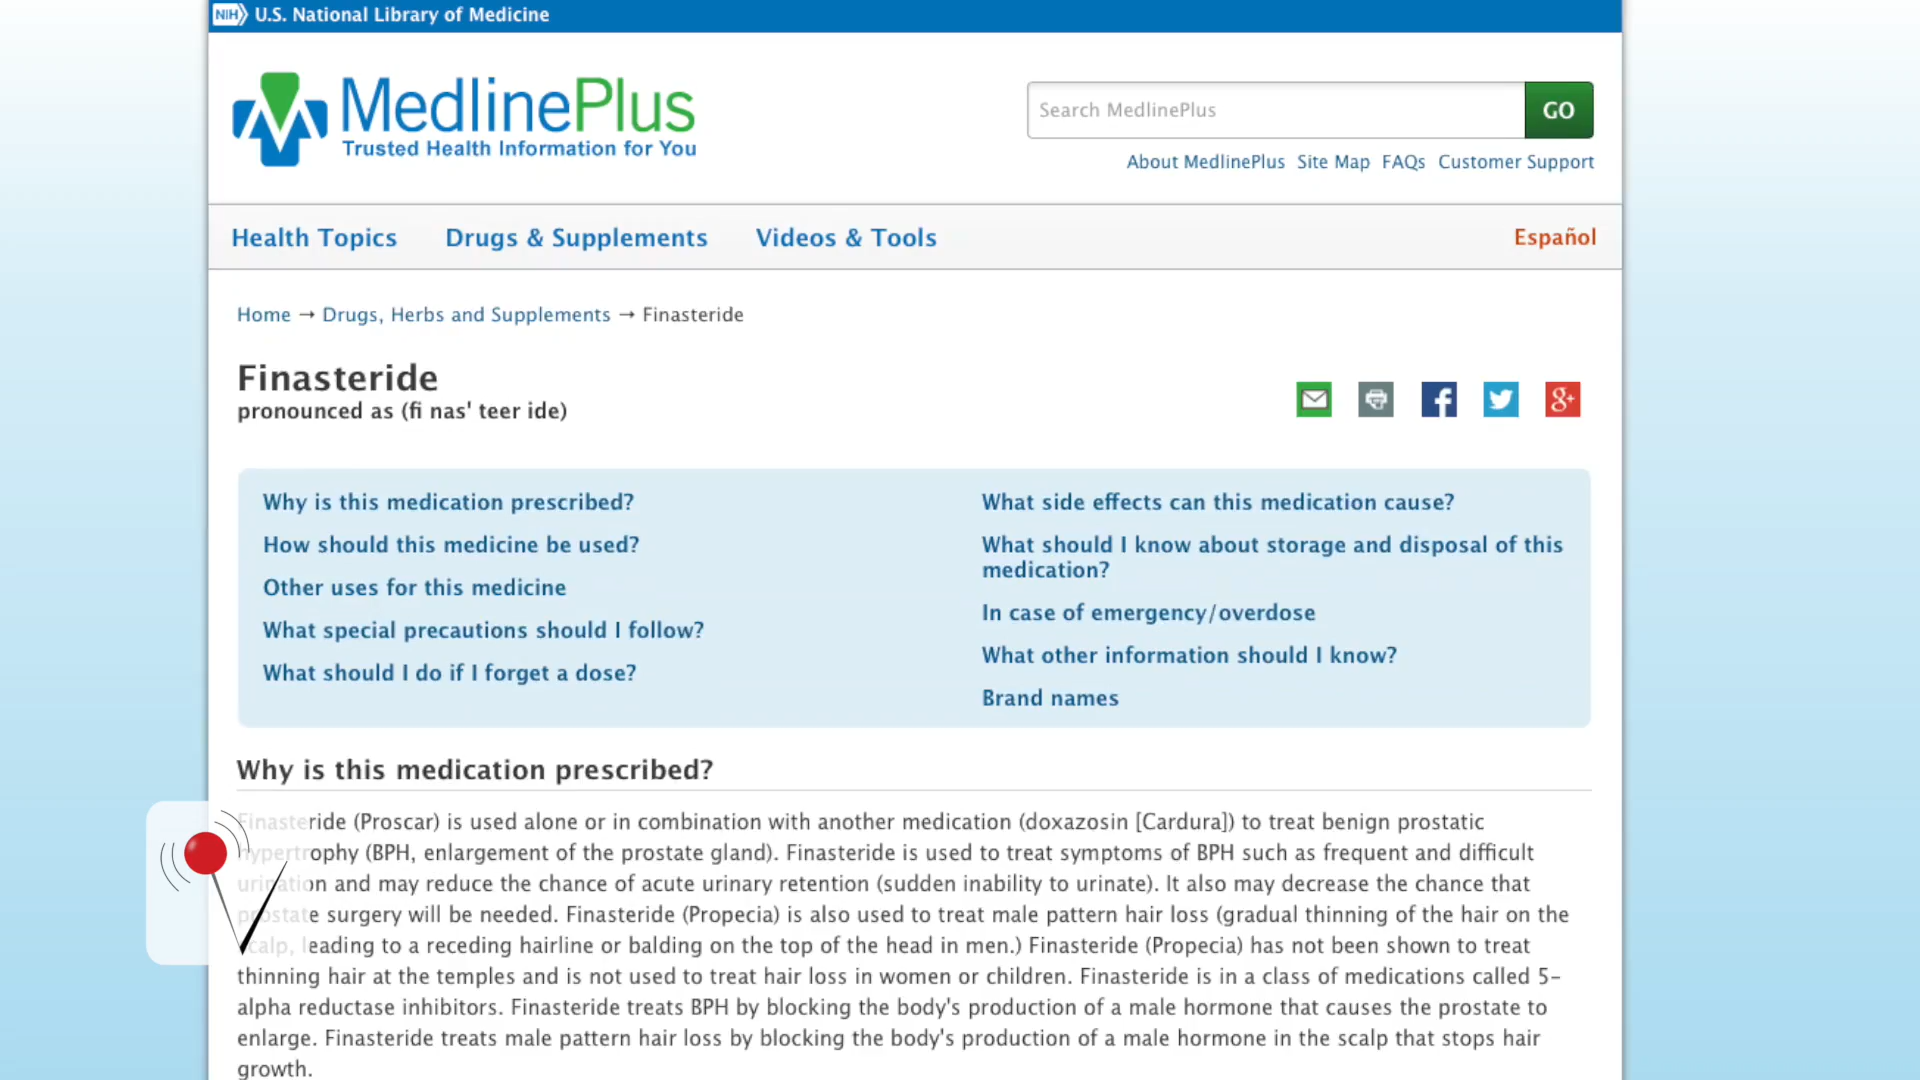 NIH U.S. National Library of Medicine
MedlinePlus
Trusted Health Information for You
Search MedlinePlus GO
About MedlinePlus Site Map FAQs Customer Support
Health Topics Drugs & Supplements Videos & Tools Español
Home → Drugs, Herbs and Supplements → Finasteride
Finasteride
pronounced as (fi nas' teer ide)
g+
Why is this medication prescribed?
How should this medicine be used?
Other uses for this medicine
What special precautions should I follow?
What should I do if I forget a dose?
What side effects can this medication cause?
What should I know about storage and disposal of this
medication?
In case of emergency/overdose
What other information should I know?
Brand names
Why is this medication prescribed?
Finasteride (Proscar) is used alone or in combination with another medication (doxazosin [Cardura]) to treat benign prostatic
hypertrophy (BPH, enlargement of the prostate gland). Finasteride is used to treat symptoms of BPH such as frequent and difficult
urination and may reduce the chance of acute urinary retention (sudden inability to urinate). It also may decrease the chance that
prostate surgery will be needed. Finasteride (Propecia) is also used to treat male pattern hair loss (gradual thinning of the hair on the
scalp, leading to a receding hairline or balding on the top of the head in men.) Finasteride (Propecia) has not been shown to treat
thinning hair at the temples and is not used to treat hair loss in women or children. Finasteride is in a class of medications called 5-
alpha reductase inhibitors. Finasteride treats BPH by blocking the body's production of a male hormone that causes the prostate to
enlarge. Finasteride treats male pattern hair loss by blocking the body's production of a male hormone in the scalp that stops hair
growth.